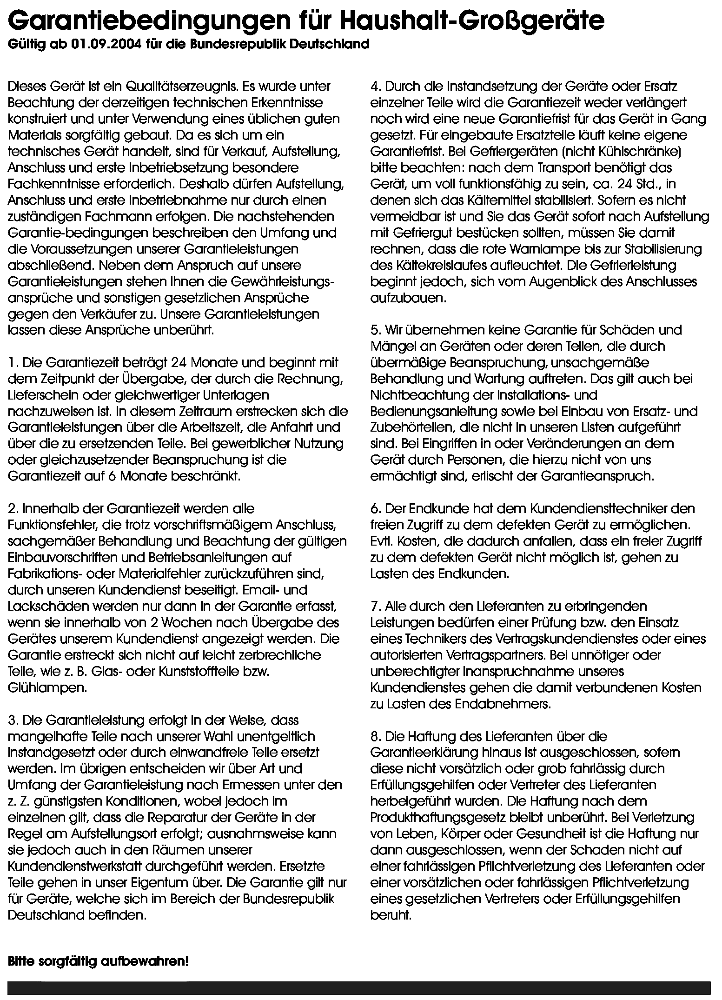 Garantiebedingungen für Haushalt-Großgeräte
Gültig ab 01.09.2004 für die Bundesrepublik Deutschland
Dieses Gerät ist ein Qualitätserzeugnis. Es wurde unter
Beachtung der derzeitigen technischen Erkenntnisse
konstruiert und unter Verwendung eines üblichen guten
Materials sorgfältig gebaut. Da es sich um ein
technisches Gerät handelt, sind für Verkauf, Aufstellung,
Anschluss und erste Inbetriebsetzung besondere
Fachkenntnisse erforderlich. Deshalb dürfen Aufstellung,
Anschluss und erste Inbetriebnahme nur durch einen
zuständigen Fachmann erfolgen. Die nachstehenden
Garantie-bedingungen beschreiben den Umfang und
die Voraussetzungen unserer Garantieleistungen
abschließend. Neben dem Anspruch auf unsere
Garantieleistungen stehen Ihnen die Gewährleistungs-
ansprüche und sonstigen gesetzlichen Ansprüche
gegen den Verkäufer zu. Unsere Garantieleistungen
lassen diese Ansprüche unberührt.
1. Die Garantiezeit beträgt 24 Monate und beginnt mit
dem Zeitpunkt der Übergabe, der durch die Rechnung,
Lieferschein oder gleichwertiger Unterlagen
nachzuweisen ist. In diesem Zeitraum erstrecken sich die
Garantieleistungen über die Arbeitszeit, die Anfahrt und
über die zu ersetzenden Teile. Bei gewerblicher Nutzung
oder gleichzusetzender Beanspruchung ist die
Garantiezeit auf 6 Monate beschränkt.
2. Innerhalb der Garantiezeit werden alle
Funktionsfehler, die trotz vorschriftsmäßigem Anschluss,
sachgemäßer Behandlung und Beachtung der gültigen
Einbauvorschriften und Betriebsanleitungen auf
Fabrikations- oder Materialfehler zurückzuführen sind,
durch unseren Kundendienst beseitigt. Email- und
Lackschäden werden nur dann in der Garantie erfasst,
wenn sie innerhalb von 2 Wochen nach Übergabe des
Gerätes unserem Kundendienst angezeigt werden. Die
Garantie erstreckt sich nicht auf leicht zerbrechliche
Teile, wie z. B. Glas- oder Kunststoffteile bzw.
Glühlampen.
3. Die Garantieleistung erfolgt in der Weise, dass
mangelhafte Teile nach unserer Wahl unentgeltlich
instandgesetzt oder durch einwandfreie Teile ersetzt
werden. Im übrigen entscheiden wir über Art und
Umfang der Garantieleistung nach Ermessen unter den
z. Z. günstigsten Konditionen, wobei jedoch im
einzelnen gilt, dass die Reparatur der Geräte in der
Regel am Aufstellungsort erfolgt; ausnahmsweise kann
sie jedoch auch in den Räumen unserer
Kundendienstwerkstatt durchgeführt werden. Ersetzte
Teile gehen in unser Eigentum über. Die Garantie gilt nur
für Geräte, welche sich im Bereich der Bundesrepublik
Deutschland befinden.
4. Durch die Instandsetzung der Geräte oder Ersatz
einzelner Teile wird die Garantiezeit weder verlängert
noch wird eine neue Garantiefrist für das Gerät in Gang
gesetzt. Für eingebaute Ersatzteile läuft keine eigene
Garantiefrist. Bei Gefriergeräten (nicht Kühlschränke)
bitte beachten: nach dem Transport benötigt das
Gerät, um voll funktionsfähig zu sein, ca. 24 Std., in
denen sich das Kältemittel stabilisiert. Sofern es nicht
vermeidbar ist und Sie das Gerät sofort nach Aufstellung
mit Gefriergut bestücken sollten, müssen Sie damit
rechnen, dass die rote Warnlampe bis zur Stabilisierung
des Kältekreislaufes aufleuchtet. Die Gefrierleistung
beginnt jedoch, sich vom Augenblick des Anschlusses
aufzubauen.
5. Wir übernehmen keine Garantie für Schäden und
Mängel an Geräten oder deren Teilen, die durch
übermäßige Beanspruchung, unsachgemäße
Behandlung und Wartung auftreten. Das gilt auch bei
Nichtbeachtung der Installations- und
Bedienungsanleitung sowie bei Einbau von Ersatz- und
Zubehörteilen, die nicht in unseren Listen aufgeführt
sind. Bei Eingriffen in oder Veränderungen an dem
Gerät durch Personen, die hierzu nicht von uns
ermächtigt sind, erlischt der Garantieanspruch.
6. Der Endkunde hat dem Kundendiensttechniker den
freien Zugriff zu dem defekten Gerät zu ermöglichen.
Evtl. Kosten, die dadurch anfallen, dass ein freier Zugriff
zu dem defekten Gerät nicht möglich ist, gehen zu
Lasten des Endkunden.
7. Alle durch den Lieferanten zu erbringenden
Leistungen bedürfen einer Prüfung bzw. den Einsatz
eines Technikers des Vertragskundendienstes oder eines
autorisierten Vertragspartners. Bei unnötiger oder
unberechtigter Inanspruchnahme unseres
Kundendienstes gehen die damit verbundenen Kosten
zu Lasten des Endabnehmers.
8. Die Haftung des Lieferanten über die
Garantieerklärung hinaus ist ausgeschlossen, sofern
diese nicht vorsätzlich oder grob fahrlässig durch
Erfüllungsgehilfen oder Vertreter des Lieferanten
herbeigeführt wurden. Die Haftung nach dem
Produkthaftungsgesetz bleibt unberührt. Bei Verletzung
von Leben, Körper oder Gesundheit ist die Haftung nur
dann ausgeschlossen, wenn der Schaden nicht auf
einer fahrlässigen Pflichtverletzung des Lieferanten oder
einer vorsätzlichen oder fahrlässigen Pflichtverletzung
eines gesetzlichen Vertreters oder Erfüllungsgehilfen
beruht.
Bitte sorgfältig aufbewahren!